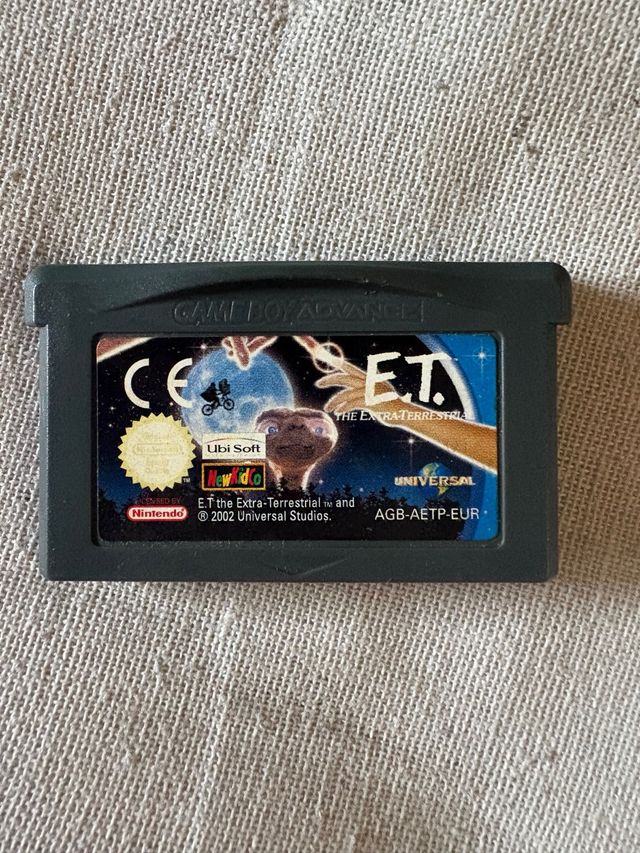 GAME BOY ADVANCE
CE
E.T.
THE EXTRA-TERRESTRIAL
Ubi Soft
NewKidCo
UNIVERSAL
LICENSED BY
Nintendo
E.T the Extra-Terrestrial TM and
® 2002 Universal Studios.
AGB-AETP-EUR